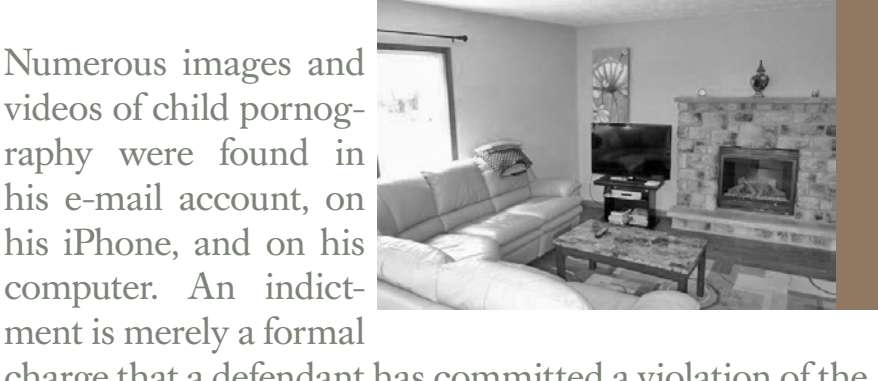 Numerous images and
videos of child pornog-
raphy were found in
his e-mail account, on
his iPhone, and on his
computer. An indict-
ment is merely a formal
charge that a defendant has committed a violation of the